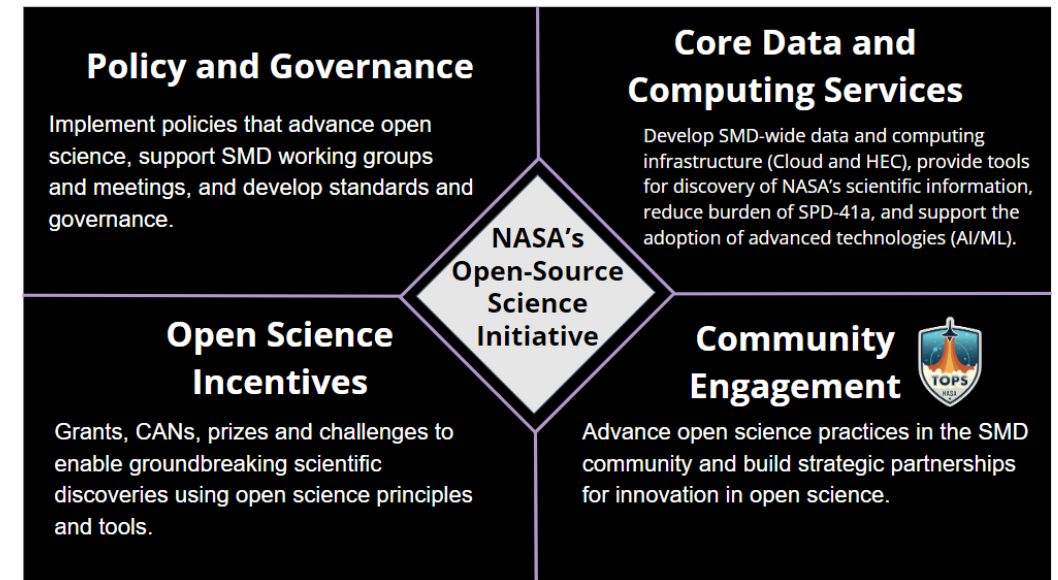 Policy and Governance
Implement policies that advance open
science, support SMD working groups
and meetings, and develop standards and
governance.
Core Data and
Computing Services
Develop SMD-wide data and computing
infrastructure (Cloud and HEC), provide tools
for discovery of NASA’s scientific information,
reduce burden of SPD-41a, and support the
adoption of advanced technologies (AI/ML).
NASA’s
Open-Source
Science
Initiative
Open Science
Incentives
Grants, CANs, prizes and challenges to
enable groundbreaking scientific
discoveries using open science principles
and tools.
Community
Engagement
TOPS
NASA
Advance open science practices in the SMD
community and build strategic partnerships
for innovation in open science.